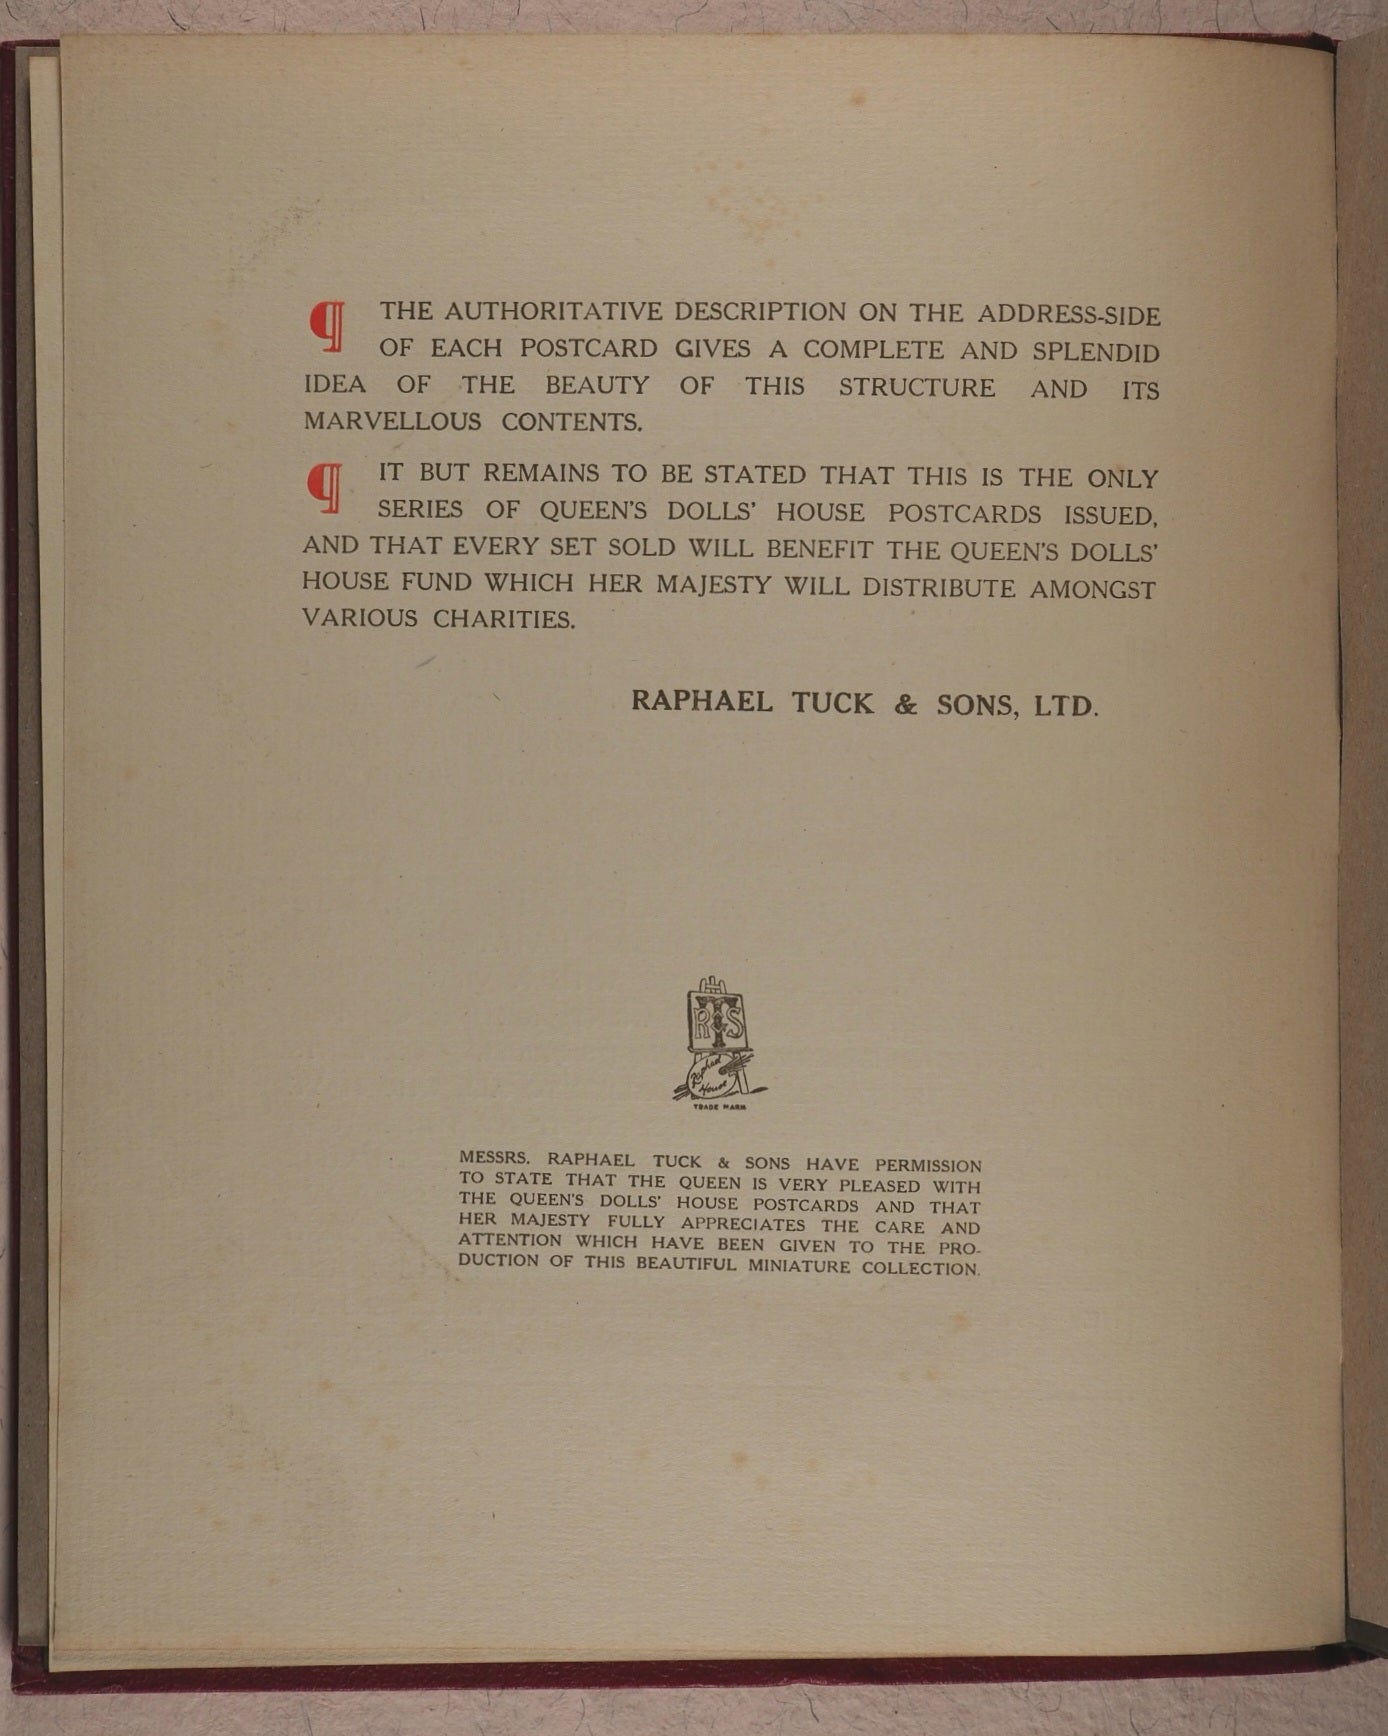 ¶ THE AUTHORITATIVE DESCRIPTION ON THE ADDRESS-SIDE
OF EACH POSTCARD GIVES A COMPLETE AND SPLENDID
IDEA OF THE BEAUTY OF THIS STRUCTURE AND ITS
MARVELLOUS CONTENTS.
¶ IT BUT REMAINS TO BE STATED THAT THIS IS THE ONLY
SERIES OF QUEEN'S DOLLS' HOUSE POSTCARDS ISSUED,
AND THAT EVERY SET SOLD WILL BENEFIT THE QUEEN'S DOLLS'
HOUSE FUND WHICH HER MAJESTY WILL DISTRIBUTE AMONGST
VARIOUS CHARITIES.
RAPHAEL TUCK & SONS, LTD.
RTS
Raphael
House
TRADE MARK
MESSRS. RAPHAEL TUCK & SONS HAVE PERMISSION
TO STATE THAT THE QUEEN IS VERY PLEASED WITH
THE QUEEN'S DOLLS' HOUSE POSTCARDS AND THAT
HER MAJESTY FULLY APPRECIATES THE CARE AND
ATTENTION WHICH HAVE BEEN GIVEN TO THE PRO-
DUCTION OF THIS BEAUTIFUL MINIATURE COLLECTION.